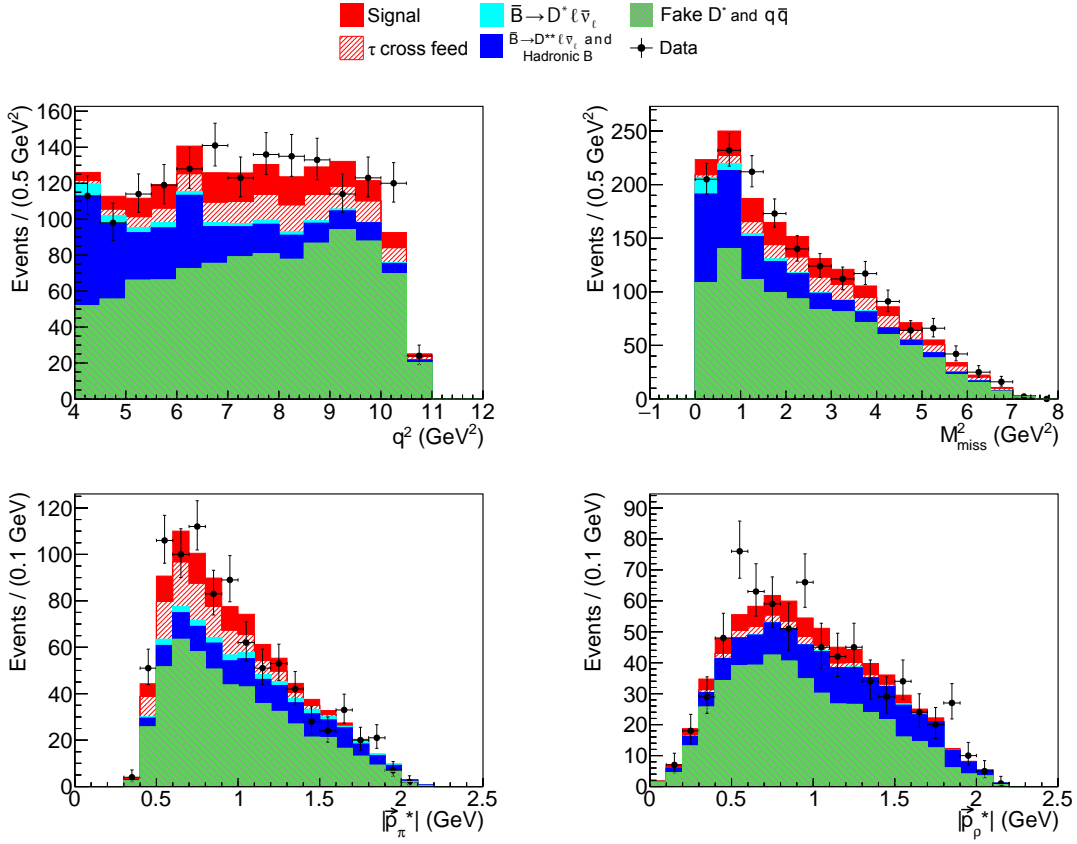 Signal
B̄→D* ℓ ν̄ℓ
Fake D* and q q̄
τ cross feed
B̄→D** ℓ ν̄ℓ and
Hadronic B
Data
Events / (0.5 GeV²)
160
140
120
100
80
60
40
20
0
4 5 6 7 8 9 10 11 12
q² (GeV²)
Events / (0.5 GeV²)
250
200
150
100
50
0
−1 0 1 2 3 4 5 6 7 8
M²miss (GeV²)
Events / (0.1 GeV)
120
100
80
60
40
20
0
0 0.5 1 1.5 2 2.5
|p⃗π*| (GeV)
Events / (0.1 GeV)
90
80
70
60
50
40
30
20
10
0
0 0.5 1 1.5 2 2.5
|p⃗ρ*| (GeV)